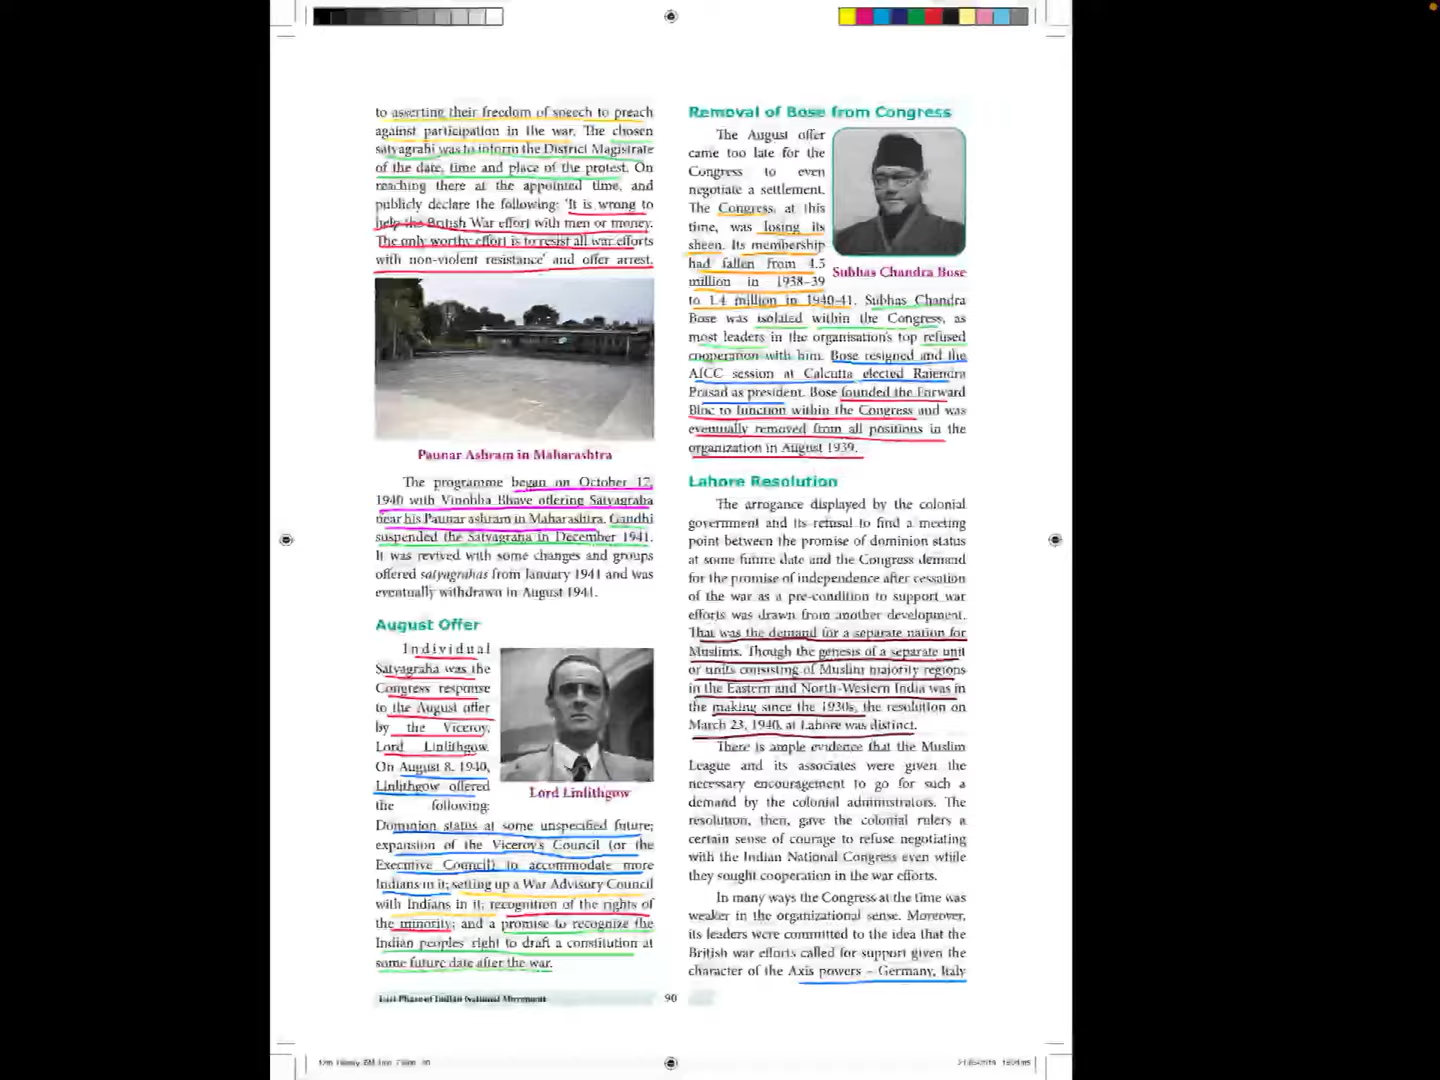 to asserting their freedom of speech to preach
against participation in the war. The chosen
satyagrahi was to inform the District Magistrate
of the date, time and place of the protest. On
reaching there at the appointed time, and
publicly declare the following: 'It is wrong to
help the British War effort with men or money.
The only worthy effort is to resist all war efforts
with non-violent resistance' and offer arrest.
Paunar Ashram in Maharashtra
The programme began on October 17,
1940 with Vinobha Bhave offering Satyagraha
near his Paunar ashram in Maharashtra. Gandhi
suspended the Satyagraha in December 1941.
It was revived with some changes and groups
offered satyagrahas from January 1941 and was
eventually withdrawn in August 1941.
August Offer
Individual
Satyagraha was the
Congress response
to the August offer
by the Viceroy,
Lord Linlithgow.
On August 8, 1940,
Linlithgow offered
the following:
Lord Linlithgow
Dominion status at some unspecified future;
expansion of the Viceroy's Council (or the
Executive Council) to accommodate more
Indians in it; setting up a War Advisory Council
with Indians in it; recognition of the rights of
the minority; and a promise to recognize the
Indian peoples' right to draft a constitution at
some future date after the war.
Removal of Bose from Congress
The August offer
came too late for the
Congress to even
negotiate a settlement.
The Congress, at this
time, was losing its
sheen. Its membership
had fallen from 4.5
million in 1938–39
Subhas Chandra Bose
to 1.4 million in 1940-41. Subhas Chandra
Bose was isolated within the Congress, as
most leaders in the organisation's top refused
cooperation with him. Bose resigned and the
AICC session at Calcutta elected Rajendra
Prasad as president. Bose founded the Forward
Bloc to function within the Congress and was
eventually removed from all positions in the
organization in August 1939.
Lahore Resolution
The arrogance displayed by the colonial
government and its refusal to find a meeting
point between the promise of dominion status
at some future date and the Congress demand
for the promise of independence after cessation
of the war as a pre-condition to support war
efforts was drawn from another development.
That was the demand for a separate nation for
Muslims. Though the genesis of a separate unit
or units consisting of Muslim majority regions
in the Eastern and North-Western India was in
the making since the 1930s, the resolution on
March 23, 1940, at Lahore was distinct.
There is ample evidence that the Muslim
League and its associates were given the
necessary encouragement to go for such a
demand by the colonial administrators. The
resolution, then, gave the colonial rulers a
certain sense of courage to refuse negotiating
with the Indian National Congress even while
they sought cooperation in the war efforts.
In many ways the Congress at the time was
weaker in the organizational sense. Moreover,
its leaders were committed to the idea that the
British war efforts called for support given the
character of the Axis powers – Germany, Italy
Last Phase of Indian National Movement
90